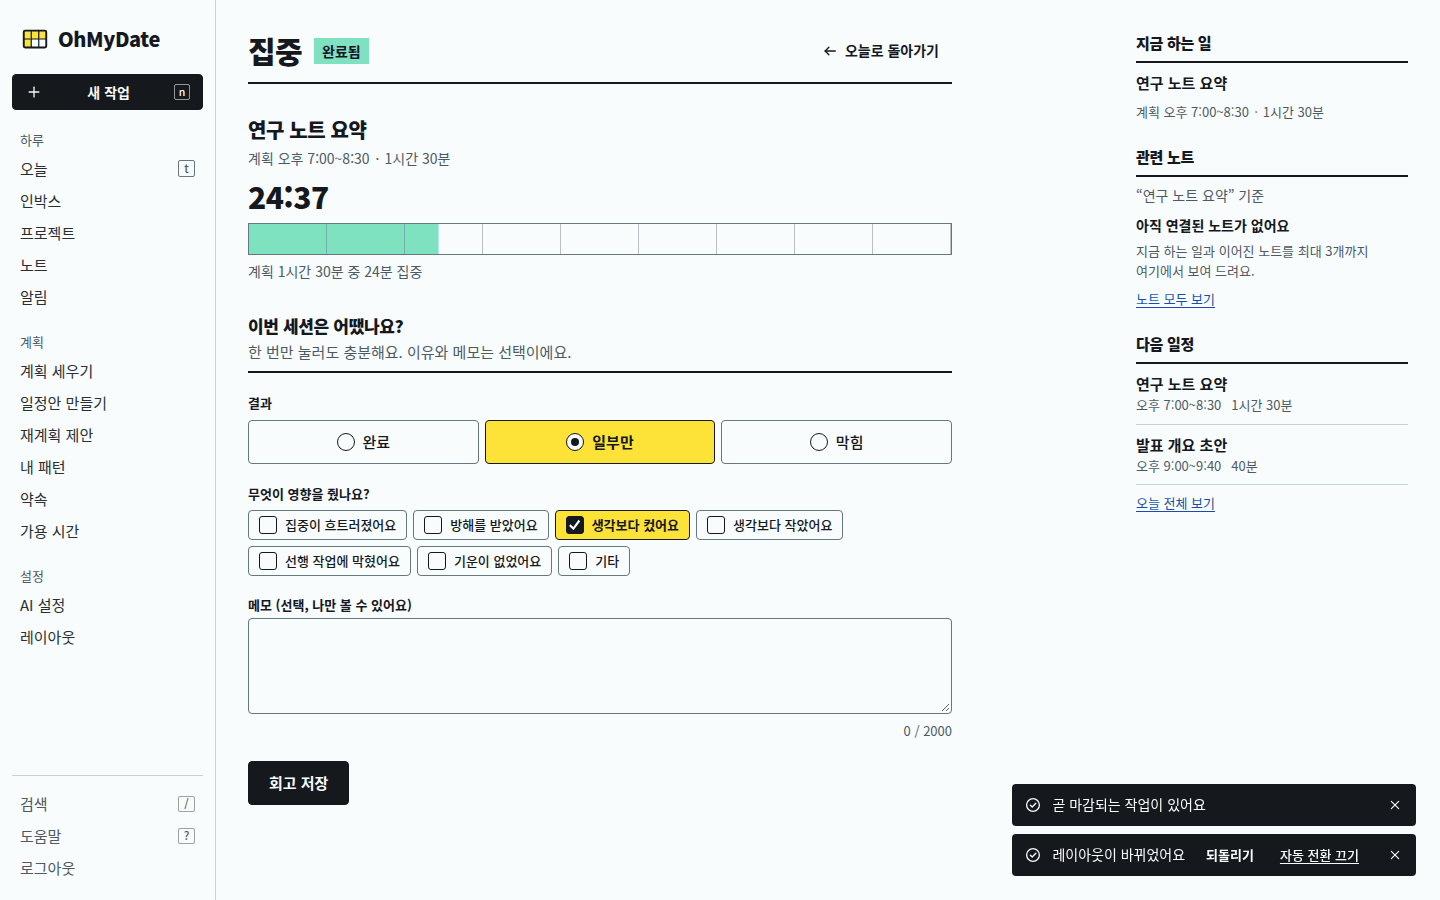 OhMyDate
새 작업 n
하루
오늘 t
인박스
프로젝트
노트
알림
계획
계획 세우기
일정안 만들기
재계획 제안
내 패턴
약속
가용 시간
설정
AI 설정
레이아웃
검색 /
도움말 ?
로그아웃
집중 완료됨
← 오늘로 돌아가기
연구 노트 요약
계획 오후 7:00~8:30 · 1시간 30분
24:37
계획 1시간 30분 중 24분 집중
이번 세션은 어땠나요?
한 번만 눌러도 충분해요. 이유와 메모는 선택이에요.
결과
완료 일부만 막힘
무엇이 영향을 줬나요?
집중이 흐트러졌어요 방해를 받았어요 생각보다 컸어요 생각보다 작았어요
선행 작업에 막혔어요 기운이 없었어요 기타
메모 (선택, 나만 볼 수 있어요)
0 / 2000
회고 저장
지금 하는 일
연구 노트 요약
계획 오후 7:00~8:30 · 1시간 30분
관련 노트
“연구 노트 요약” 기준
아직 연결된 노트가 없어요
지금 하는 일과 이어진 노트를 최대 3개까지
여기에서 보여 드려요.
노트 모두 보기
다음 일정
연구 노트 요약
오후 7:00~8:30 1시간 30분
발표 개요 초안
오후 9:00~9:40 40분
오늘 전체 보기
곧 마감되는 작업이 있어요
레이아웃이 바뀌었어요 되돌리기 자동 전환 끄기